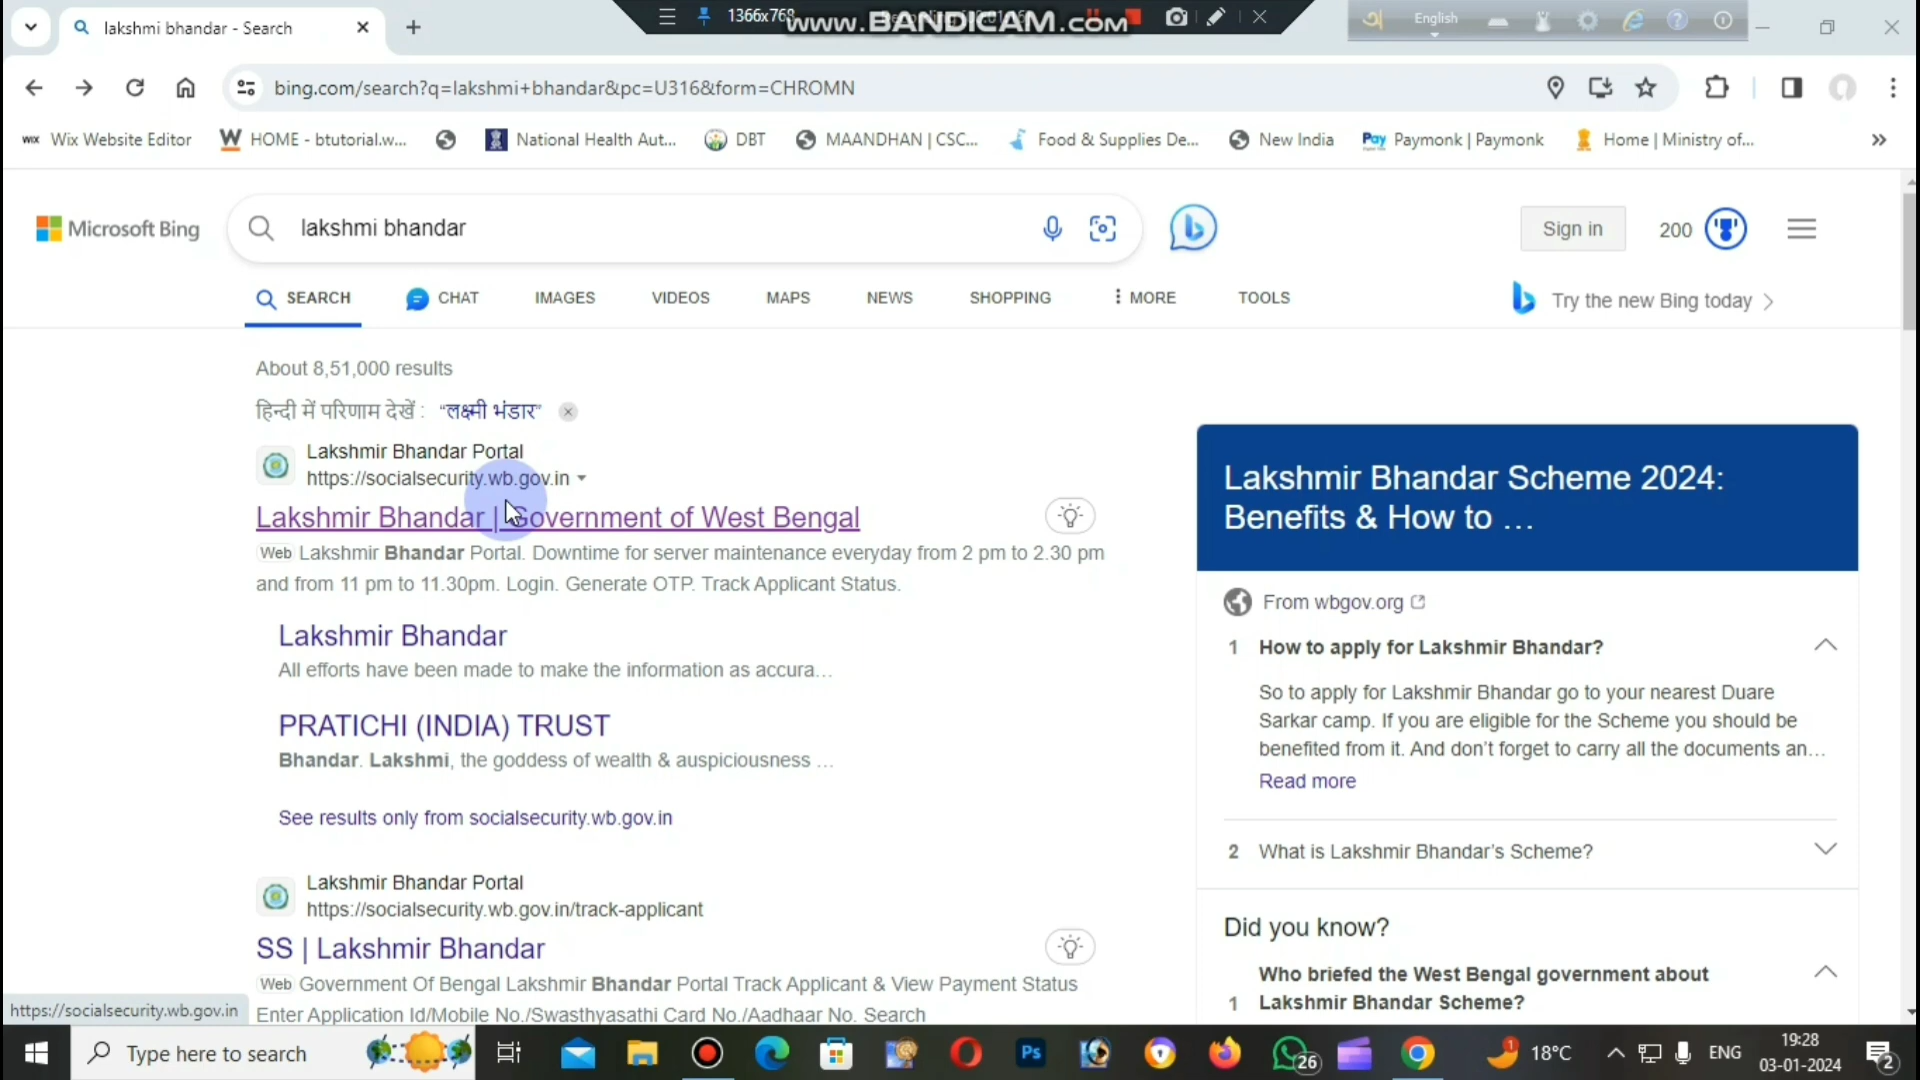 lakshmi bhandar - Search
1366x768
www.BANDICAM.com
English
bing.com/search?q=lakshmi+bhandar&pc=U316&form=CHROMN
WIX Wix Website Editor
HOME - btutorial.w...
National Health Aut...
DBT
MAANDHAN | CSC...
Food & Supplies De...
New India
Pay Paymonk | Paymonk
Home | Ministry of...
Microsoft Bing
lakshmi bhandar
Sign in
200
SEARCH
CHAT
IMAGES
VIDEOS
MAPS
NEWS
SHOPPING
MORE
TOOLS
Try the new Bing today
About 8,51,000 results
हिन्दी में परिणाम देखें : “लक्ष्मी भंडार”
Lakshmir Bhandar Portal
https://socialsecurity.wb.gov.in
Lakshmir Bhandar | Government of West Bengal
Web Lakshmir Bhandar Portal. Downtime for server maintenance everyday from 2 pm to 2.30 pm
and from 11 pm to 11.30pm. Login. Generate OTP. Track Applicant Status.
Lakshmir Bhandar
All efforts have been made to make the information as accura...
PRATICHI (INDIA) TRUST
Bhandar. Lakshmi, the goddess of wealth & auspiciousness ...
See results only from socialsecurity.wb.gov.in
Lakshmir Bhandar Portal
https://socialsecurity.wb.gov.in/track-applicant
SS | Lakshmir Bhandar
Web Government Of Bengal Lakshmir Bhandar Portal Track Applicant & View Payment Status
Enter Application Id/Mobile No./Swasthyasathi Card No./Aadhaar No. Search
Lakshmir Bhandar Scheme 2024:
Benefits & How to ...
From wbgov.org
1 How to apply for Lakshmir Bhandar?
So to apply for Lakshmir Bhandar go to your nearest Duare
Sarkar camp. If you are eligible for the Scheme you should be
benefited from it. And don't forget to carry all the documents an...
Read more
2 What is Lakshmir Bhandar's Scheme?
Did you know?
Who briefed the West Bengal government about
1 Lakshmir Bhandar Scheme?
https://socialsecurity.wb.gov.in
Type here to search
Ps
26
1
18°C
ENG
19:28
03-01-2024
2